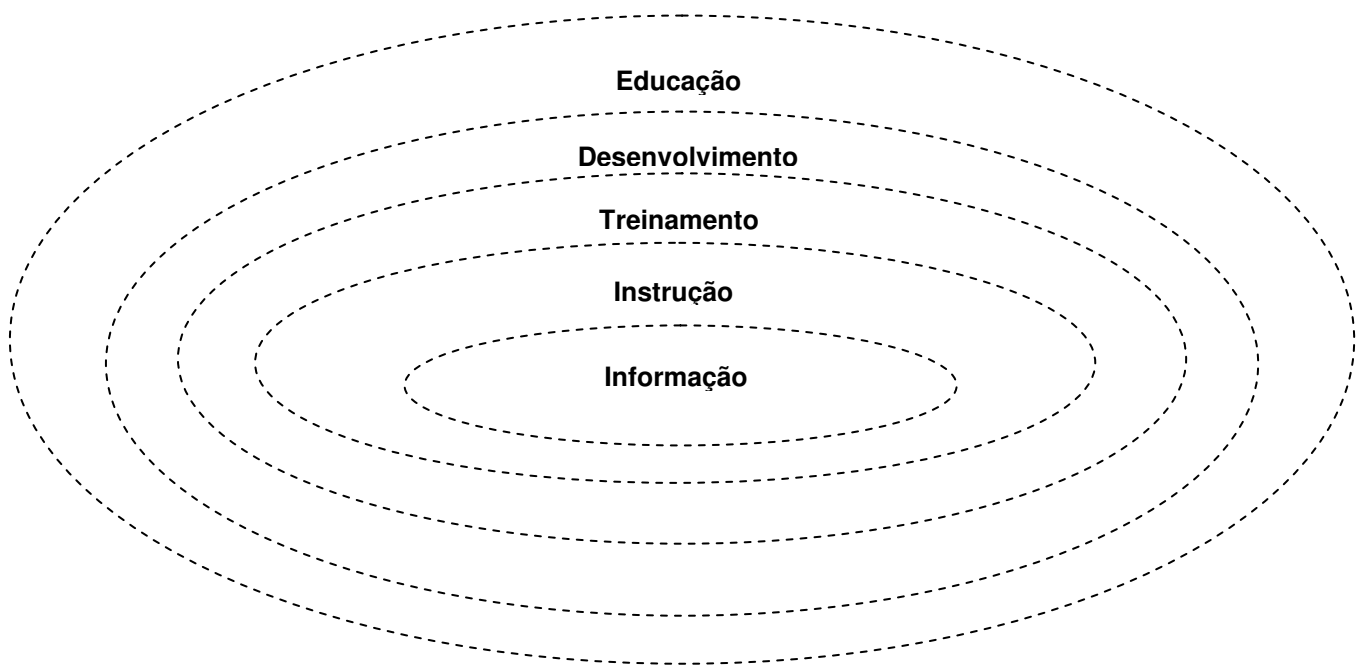 Educação
Desenvolvimento
Treinamento
Instrução
Informação